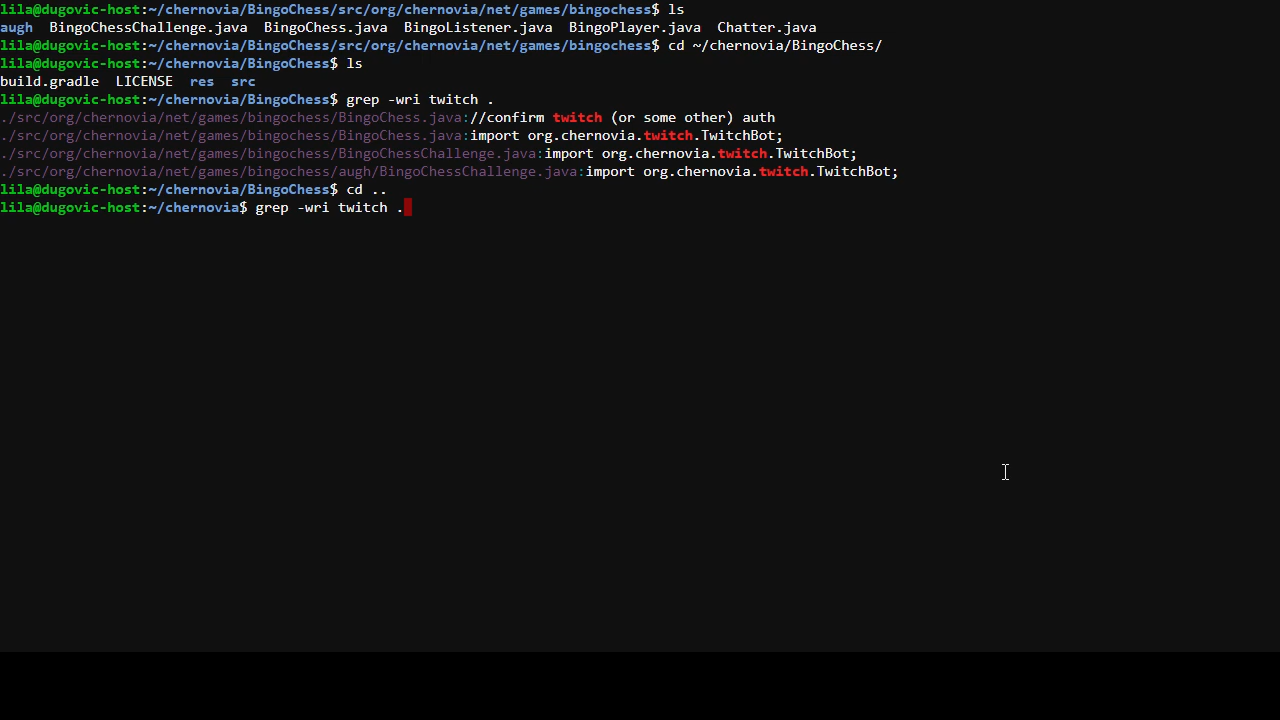 lila@dugovic-host:~/chernovia/BingoChess/src/org/chernovia/net/games/bingochess$ ls
augh  BingoChessChallenge.java  BingoChess.java  BingoListener.java  BingoPlayer.java  Chatter.java
lila@dugovic-host:~/chernovia/BingoChess/src/org/chernovia/net/games/bingochess$ cd ~/chernovia/BingoChess/
lila@dugovic-host:~/chernovia/BingoChess$ ls
build.gradle  LICENSE  res  src
lila@dugovic-host:~/chernovia/BingoChess$ grep -wri twitch .
./src/org/chernovia/net/games/bingochess/BingoChess.java://confirm twitch (or some other) auth
./src/org/chernovia/net/games/bingochess/BingoChess.java:import org.chernovia.twitch.TwitchBot;
./src/org/chernovia/net/games/bingochess/BingoChessChallenge.java:import org.chernovia.twitch.TwitchBot;
./src/org/chernovia/net/games/bingochess/augh/BingoChessChallenge.java:import org.chernovia.twitch.TwitchBot;
lila@dugovic-host:~/chernovia/BingoChess$ cd ..
lila@dugovic-host:~/chernovia$ grep -wri twitch .